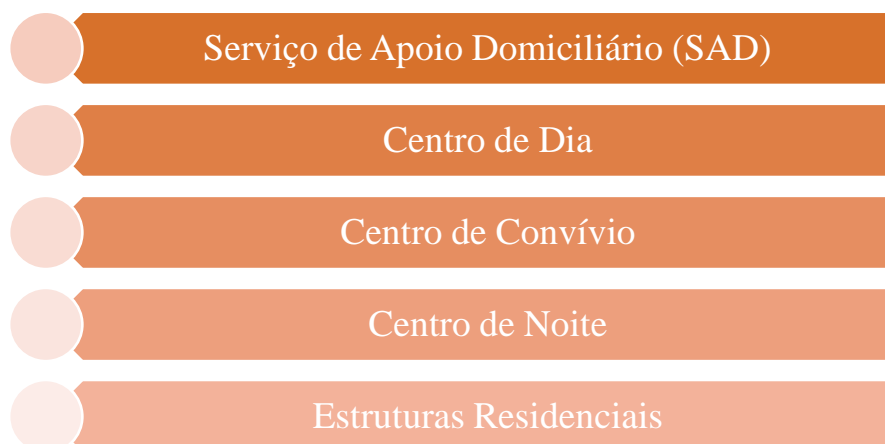 Serviço de Apoio Domiciliário (SAD)
Centro de Dia
Centro de Convívio
Centro de Noite
Estruturas Residenciais